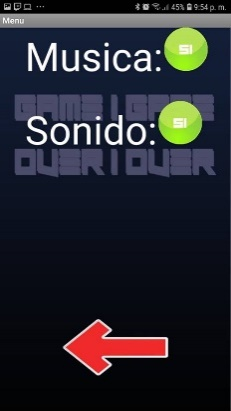 45% 9:54 p. m.
Menu
Musica: SI
GAME | GAME
Sonido: SI
OVER | OVER